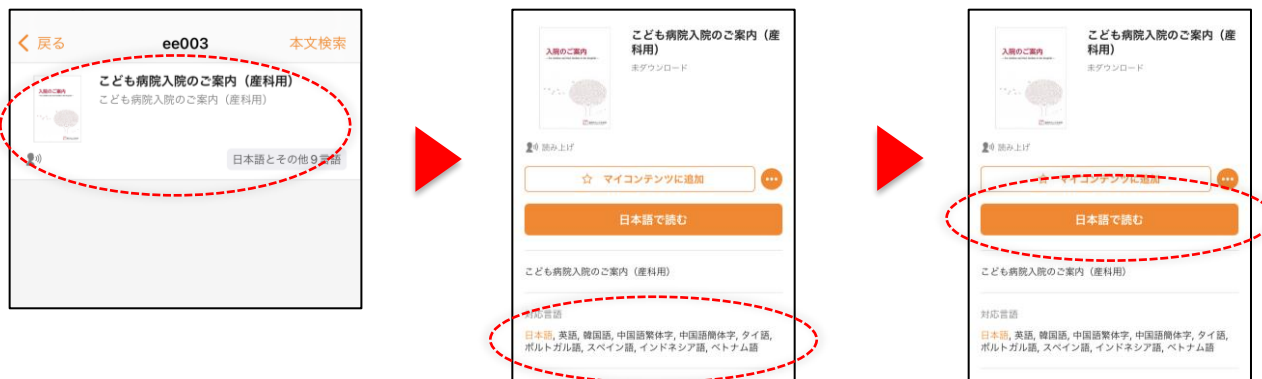 戻る
ee003
本文検索
入院のご案内
こども病院入院のご案内（産科用）
こども病院入院のご案内（産科用）
日本語とその他9言語
入院のご案内
こども病院入院のご案内（産
科用）
未ダウンロード
読み上げ
☆ マイコンテンツに追加
日本語で読む
こども病院入院のご案内（産科用）
対応言語
日本語, 英語, 韓国語, 中国語繁体字, 中国語簡体字, タイ語,
ポルトガル語, スペイン語, インドネシア語, ベトナム語
入院のご案内
こども病院入院のご案内（産
科用）
未ダウンロード
読み上げ
☆ マイコンテンツに追加
日本語で読む
こども病院入院のご案内（産科用）
対応言語
日本語, 英語, 韓国語, 中国語繁体字, 中国語簡体字, タイ語,
ポルトガル語, スペイン語, インドネシア語, ベトナム語